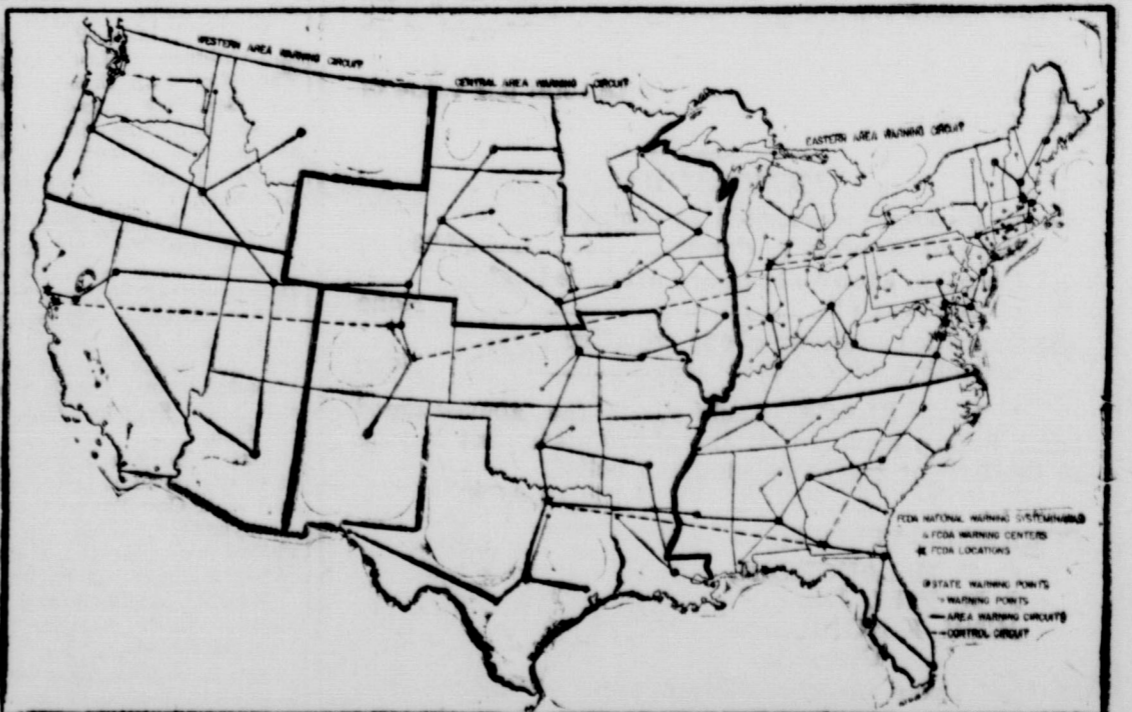 WESTERN AREA WARNING CIRCUIT
CENTRAL AREA WARNING CIRCUIT
EASTERN AREA WARNING CIRCUIT
FCDA NATIONAL WARNING SYSTEM
FCDA WARNING CENTERS
FCDA LOCATIONS
STATE WARNING POINTS
WARNING POINTS
AREA WARNING CIRCUITS
CONTROL CIRCUIT